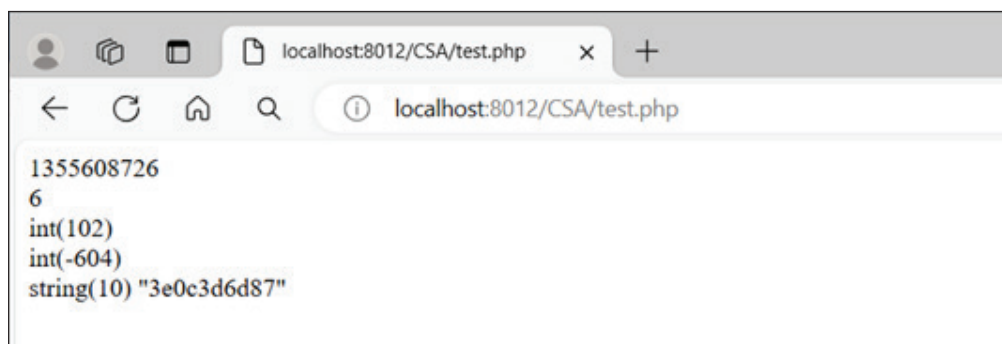 localhost:8012/CSA/test.php
localhost:8012/CSA/test.php
1355608726
6
int(102)
int(-604)
string(10) "3e0c3d6d87"